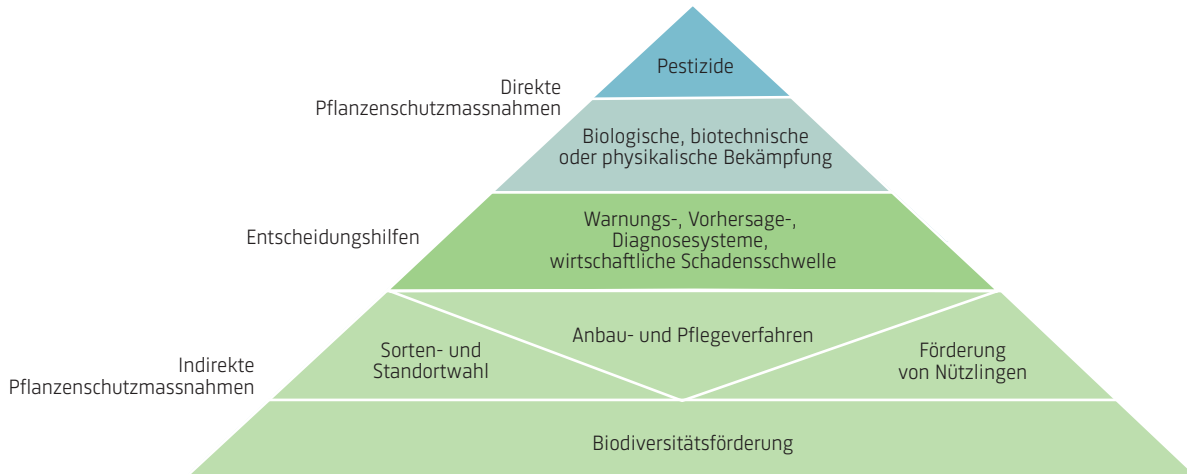 Pestizide
Direkte
Pflanzenschutzmassnahmen
Biologische, biotechnische
oder physikalische Bekämpfung
Entscheidungshilfen
Warnungs-, Vorhersage-,
Diagnosesysteme,
wirtschaftliche Schadensschwelle
Indirekte
Pflanzenschutzmassnahmen
Sorten- und
Standortwahl
Anbau- und Pflegeverfahren
Förderung
von Nützlingen
Biodiversitätsförderung